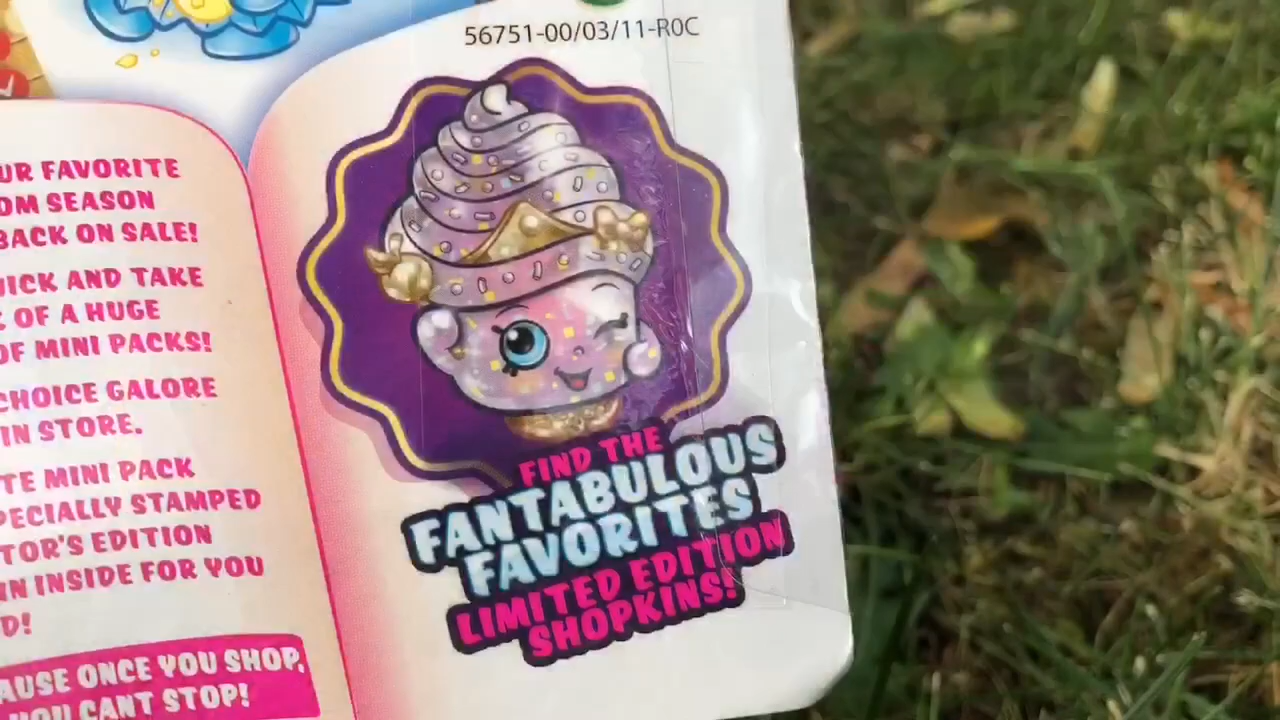 56751-00/03/11-R0C
UR FAVORITE
OM SEASON
BACK ON SALE!
ICK AND TAKE
OF A HUGE
OF MINI PACKS!
CHOICE GALORE
IN STORE.
TE MINI PACK
PECIALLY STAMPED
TOR'S EDITION
N INSIDE FOR YOU
D!
AUSE ONCE YOU SHOP,
YOU CANT STOP!
FIND THE
FANTABULOUS
FAVORITES
LIMITED EDITION
SHOPKINS!